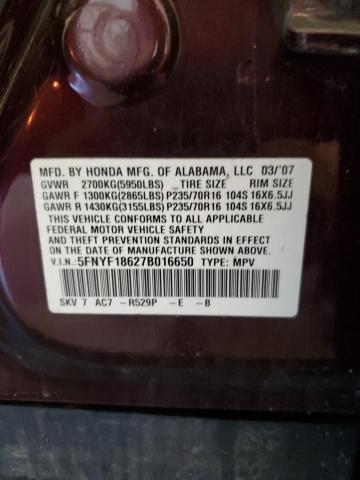 MFD. BY HONDA MFG. OF ALABAMA, LLC 03/'07
GVWR 2700KG(5950LBS) TIRE SIZE RIM SIZE
GAWR F 1300KG(2865LBS) P235/70R16 104S 16X6.5JJ
GAWR R 1430KG(3155LBS) P235/70R16 104S 16X6.5JJ
THIS VEHICLE CONFORMS TO ALL APPLICABLE
FEDERAL MOTOR VEHICLE SAFETY
STANDARDS IN EFFECT ON THE DATE OF
MANUFACTURE SHOWN ABOVE.
V.I.N.: 5FNYF18627B016650 TYPE: MPV
SKV 7 AC7 -R529P -E -B